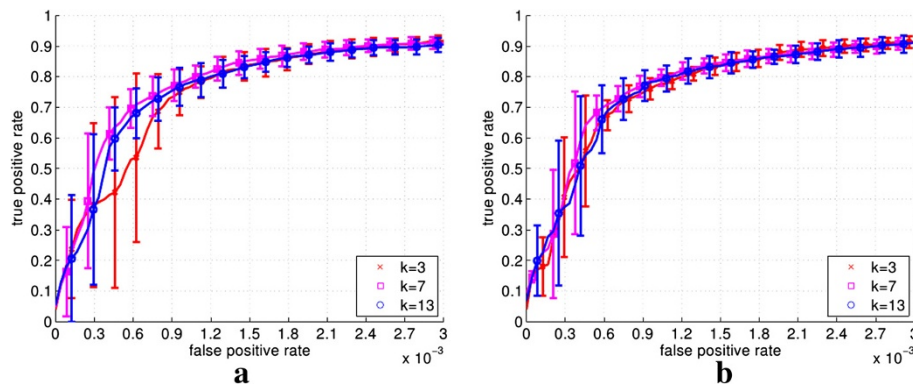 1
0.9
0.8
0.7
0.6
0.5
0.4
0.3
0.2
0.1
0
true positive rate
0 0.3 0.6 0.9 1.2 1.5 1.8 2.1 2.4 2.7 3
false positive rate
x 10⁻³
k=3
k=7
k=13
a
1
0.9
0.8
0.7
0.6
0.5
0.4
0.3
0.2
0.1
0
true positive rate
0 0.3 0.6 0.9 1.2 1.5 1.8 2.1 2.4 2.7 3
false positive rate
x 10⁻³
k=3
k=7
k=13
b